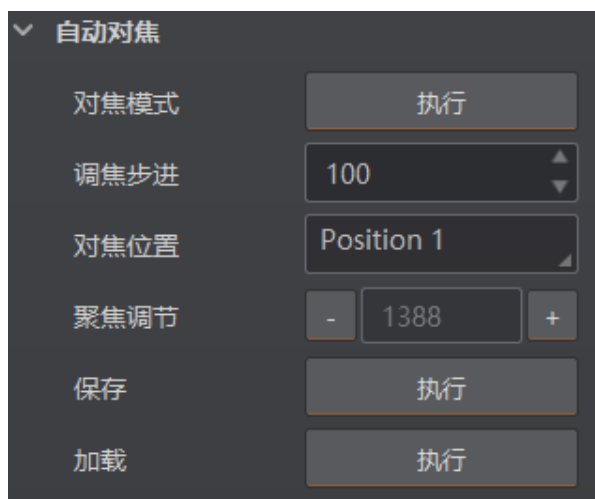 自动对焦
对焦模式 执行
调焦步进 100
对焦位置 Position 1
聚焦调节 - 1388 +
保存 执行
加载 执行